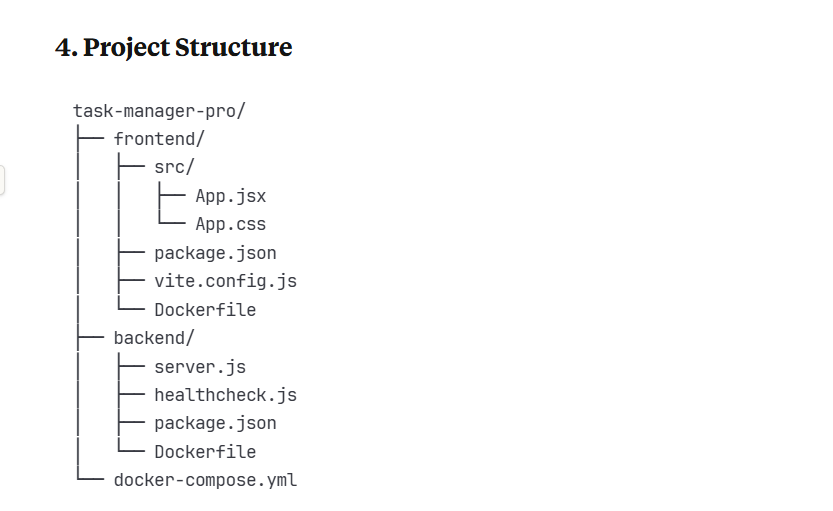 4. Project Structure
task-manager-pro/
├── frontend/
│   ├── src/
│   │   ├── App.jsx
│   │   └── App.css
│   ├── package.json
│   ├── vite.config.js
│   └── Dockerfile
├── backend/
│   ├── server.js
│   ├── healthcheck.js
│   ├── package.json
│   └── Dockerfile
└── docker-compose.yml